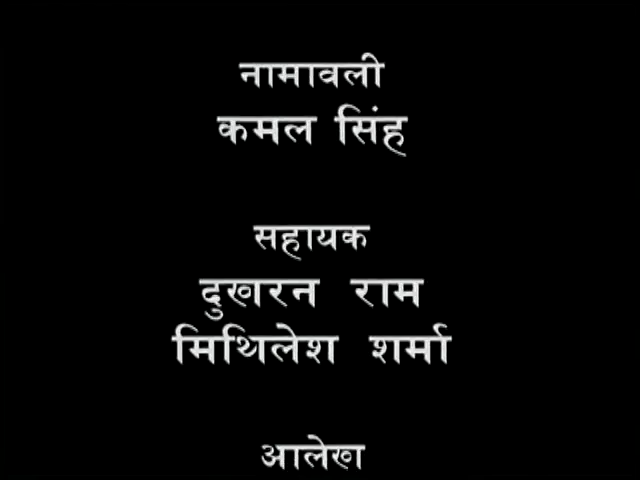 नामावली
कमल सिंह
सहायक
दुखरन राम
मिथिलेश शर्मा
आलेख